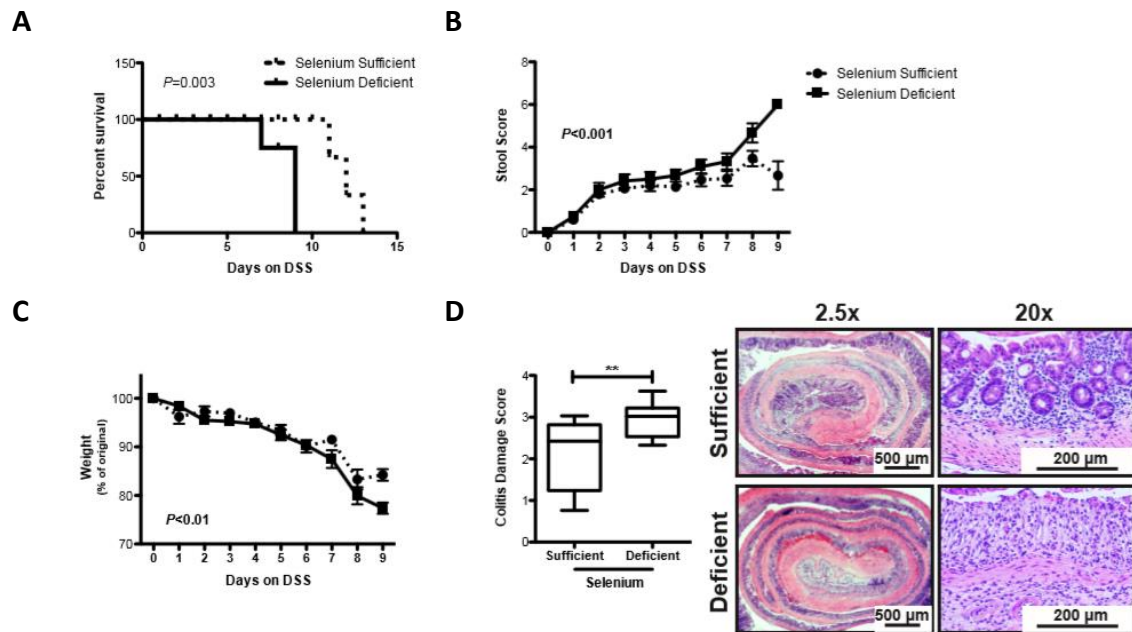 A
150
100
50
0
Percent survival
P=0.003
Selenium Sufficient
Selenium Deficient
0 5 10 15
Days on DSS
B
8
6
4
2
0
Stool Score
P<0.001
Selenium Sufficient
Selenium Deficient
0 1 2 3 4 5 6 7 8 9
Days on DSS
C
100
90
80
70
Weight
(% of original)
P<0.01
0 1 2 3 4 5 6 7 8 9
Days on DSS
D
4
3
2
1
0
Colitis Damage Score
**
Sufficient Deficient
Selenium
2.5x 20x
Sufficient
500 µm
200 µm
Deficient
500 µm
200 µm